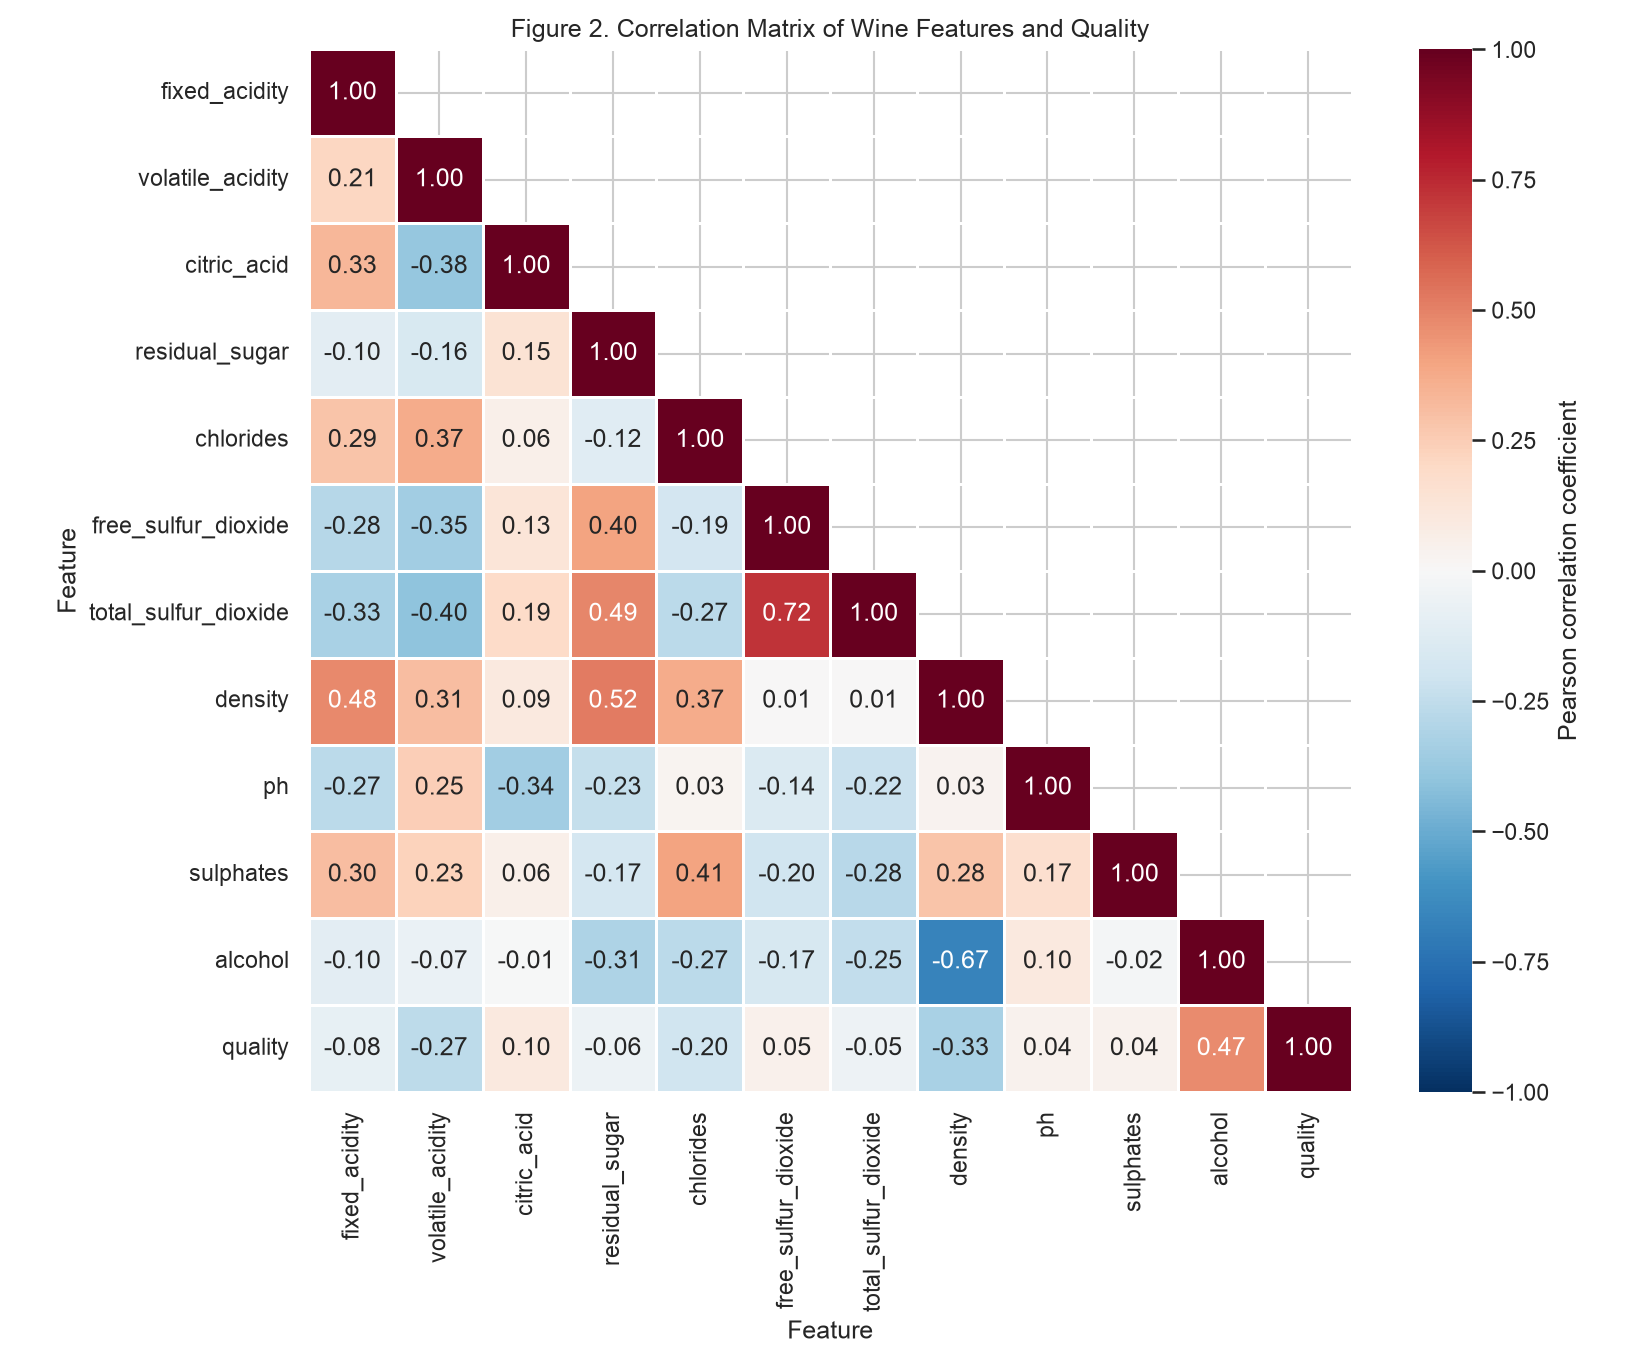 Figure 2. Correlation Matrix of Wine Features and Quality
fixed_acidity 1.00
volatile_acidity 0.21 1.00
citric_acid 0.33 -0.38 1.00
residual_sugar -0.10 -0.16 0.15 1.00
chlorides 0.29 0.37 0.06 -0.12 1.00
free_sulfur_dioxide -0.28 -0.35 0.13 0.40 -0.19 1.00
total_sulfur_dioxide -0.33 -0.40 0.19 0.49 -0.27 0.72 1.00
density 0.48 0.31 0.09 0.52 0.37 0.01 0.01 1.00
ph -0.27 0.25 -0.34 -0.23 0.03 -0.14 -0.22 0.03 1.00
sulphates 0.30 0.23 0.06 -0.17 0.41 -0.20 -0.28 0.28 0.17 1.00
alcohol -0.10 -0.07 -0.01 -0.31 -0.27 -0.17 -0.25 -0.67 0.10 -0.02 1.00
quality -0.08 -0.27 0.10 -0.06 -0.20 0.05 -0.05 -0.33 0.04 0.04 0.47 1.00
Feature
fixed_acidity
volatile_acidity
citric_acid
residual_sugar
chlorides
free_sulfur_dioxide
total_sulfur_dioxide
density
ph
sulphates
alcohol
quality
Feature
1.00
0.75
0.50
0.25
0.00
−0.25
−0.50
−0.75
−1.00
Pearson correlation coefficient